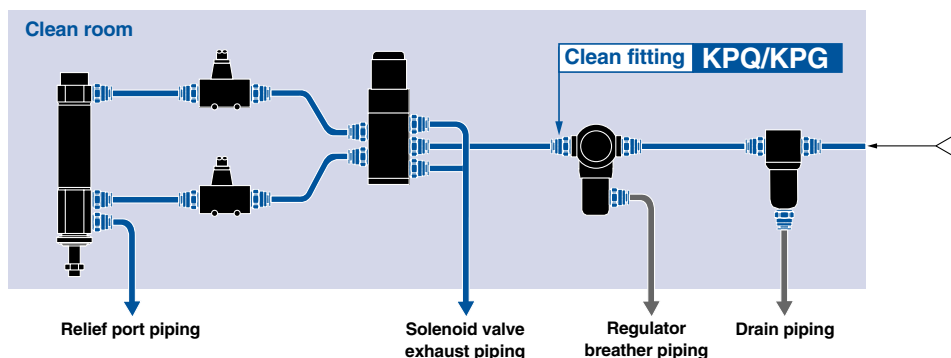 Clean room
Clean fitting KPQ/KPG
Relief port piping
Solenoid valve
exhaust piping
Regulator
breather piping
Drain piping